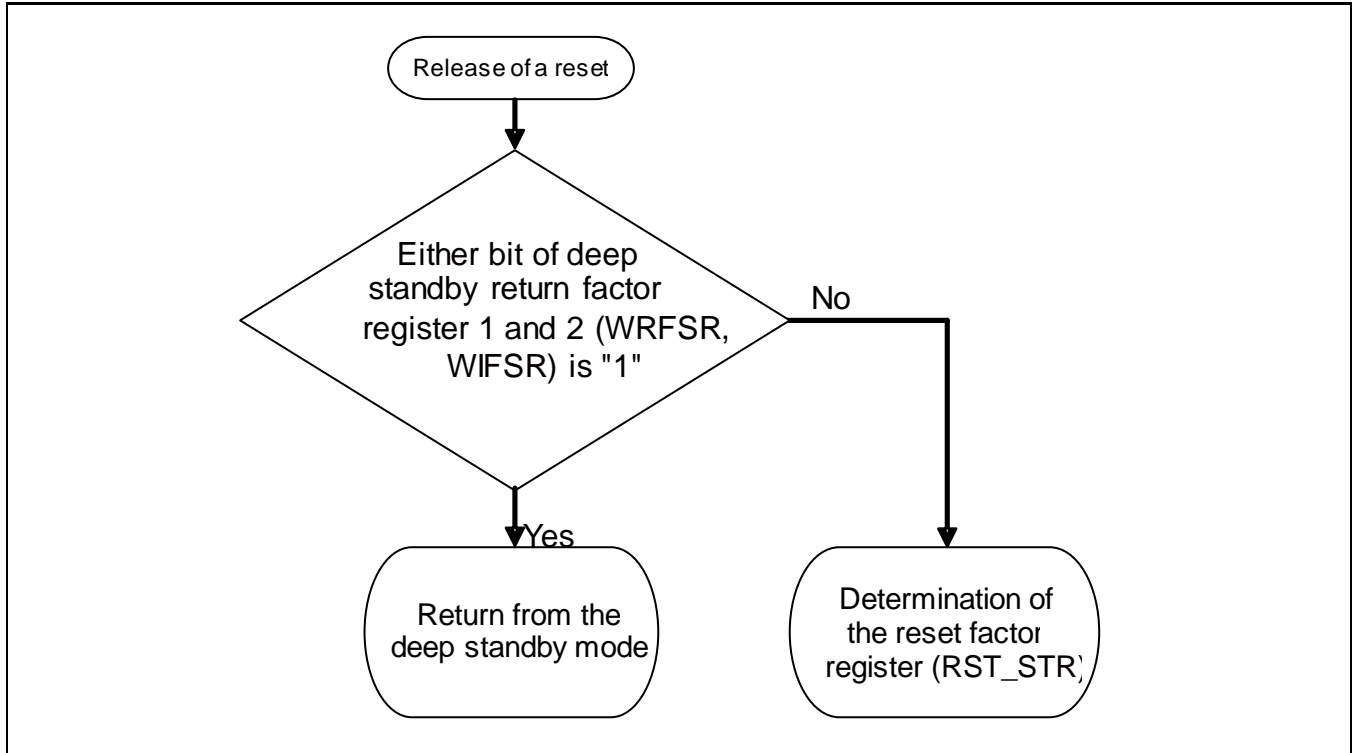 Release of a reset
Either bit of deep
standby return factor
register 1 and 2 (WRFSR,
WIFSR) is "1"
No
Yes
Return from the
deep standby mode
Determination of
the reset factor
register (RST_STR)